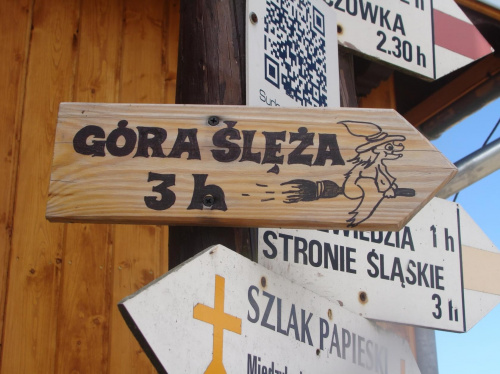 2.30 h
GÓRA ŚLĘŻA
3 h
1 h
STRONIE ŚLĄSKIE
3 h
SZLAK PAPIESKI